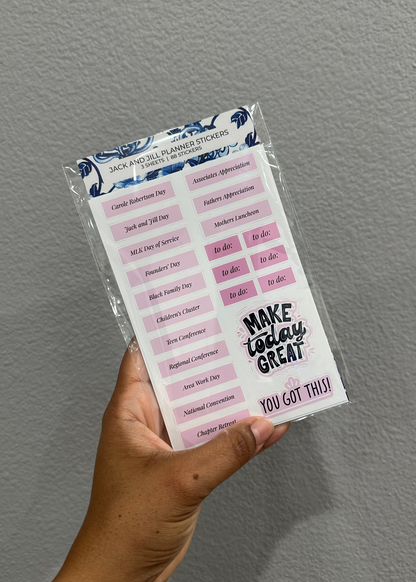 JACK AND JILL PLANNER STICKERS
3 SHEETS | 88 STICKERS
Carole Robertson Day
Jack and Jill Day
MLK Day of Service
Founders' Day
Black Family Day
Children's Cluster
Teen Conference
Regional Conference
Area Work Day
National Convention
Chapter Retreat
Associates Appreciation
Fathers Appreciation
Mothers Luncheon
to do: to do:
to do: to do:
to do: to do:
MAKE
today
GREAT
YOU GOT THIS!